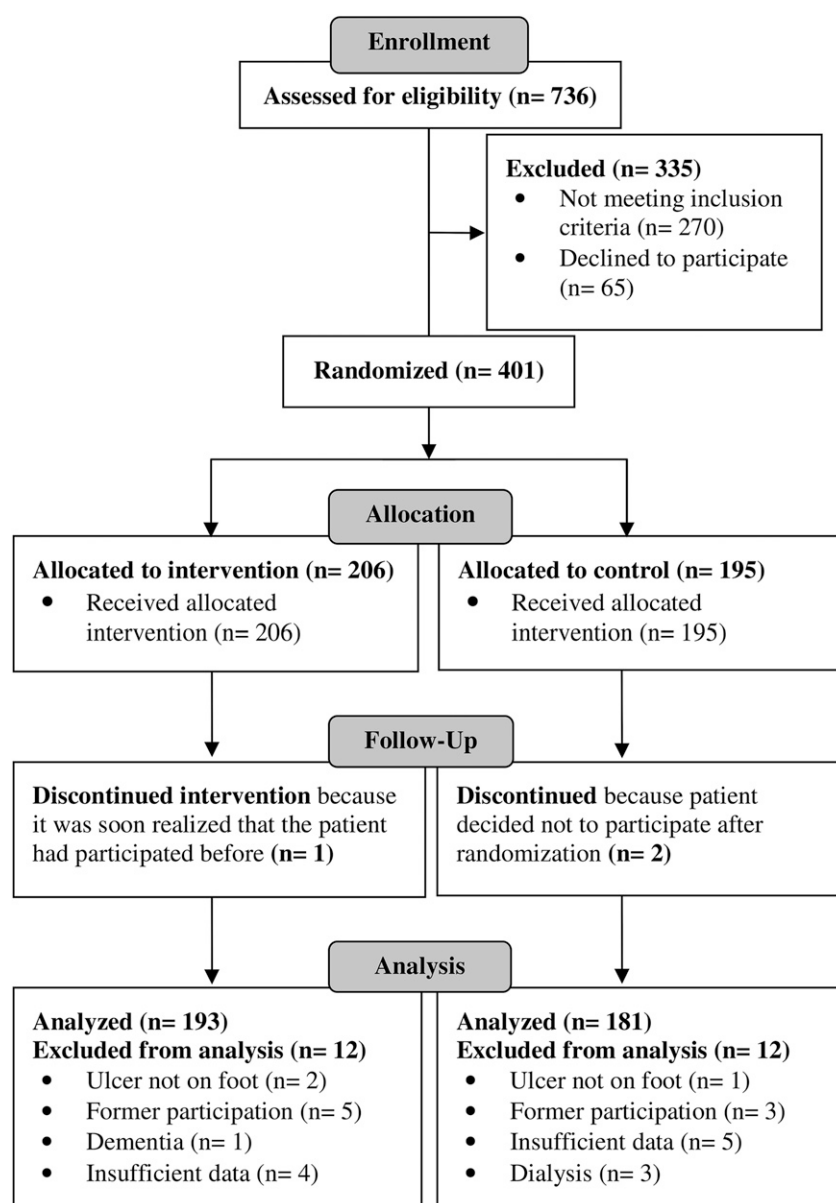 Enrollment
Assessed for eligibility (n= 736)
Excluded (n= 335)
• Not meeting inclusion
criteria (n= 270)
• Declined to participate
(n= 65)
Randomized (n= 401)
Allocation
Allocated to intervention (n= 206)
• Received allocated
intervention (n= 206)
Allocated to control (n= 195)
• Received allocated
intervention (n= 195)
Follow-Up
Discontinued intervention because
it was soon realized that the patient
had participated before (n= 1)
Discontinued because patient
decided not to participate after
randomization (n= 2)
Analysis
Analyzed (n= 193)
Excluded from analysis (n= 12)
• Ulcer not on foot (n= 2)
• Former participation (n= 5)
• Dementia (n= 1)
• Insufficient data (n= 4)
Analyzed (n= 181)
Excluded from analysis (n= 12)
• Ulcer not on foot (n= 1)
• Former participation (n= 3)
• Insufficient data (n= 5)
• Dialysis (n= 3)